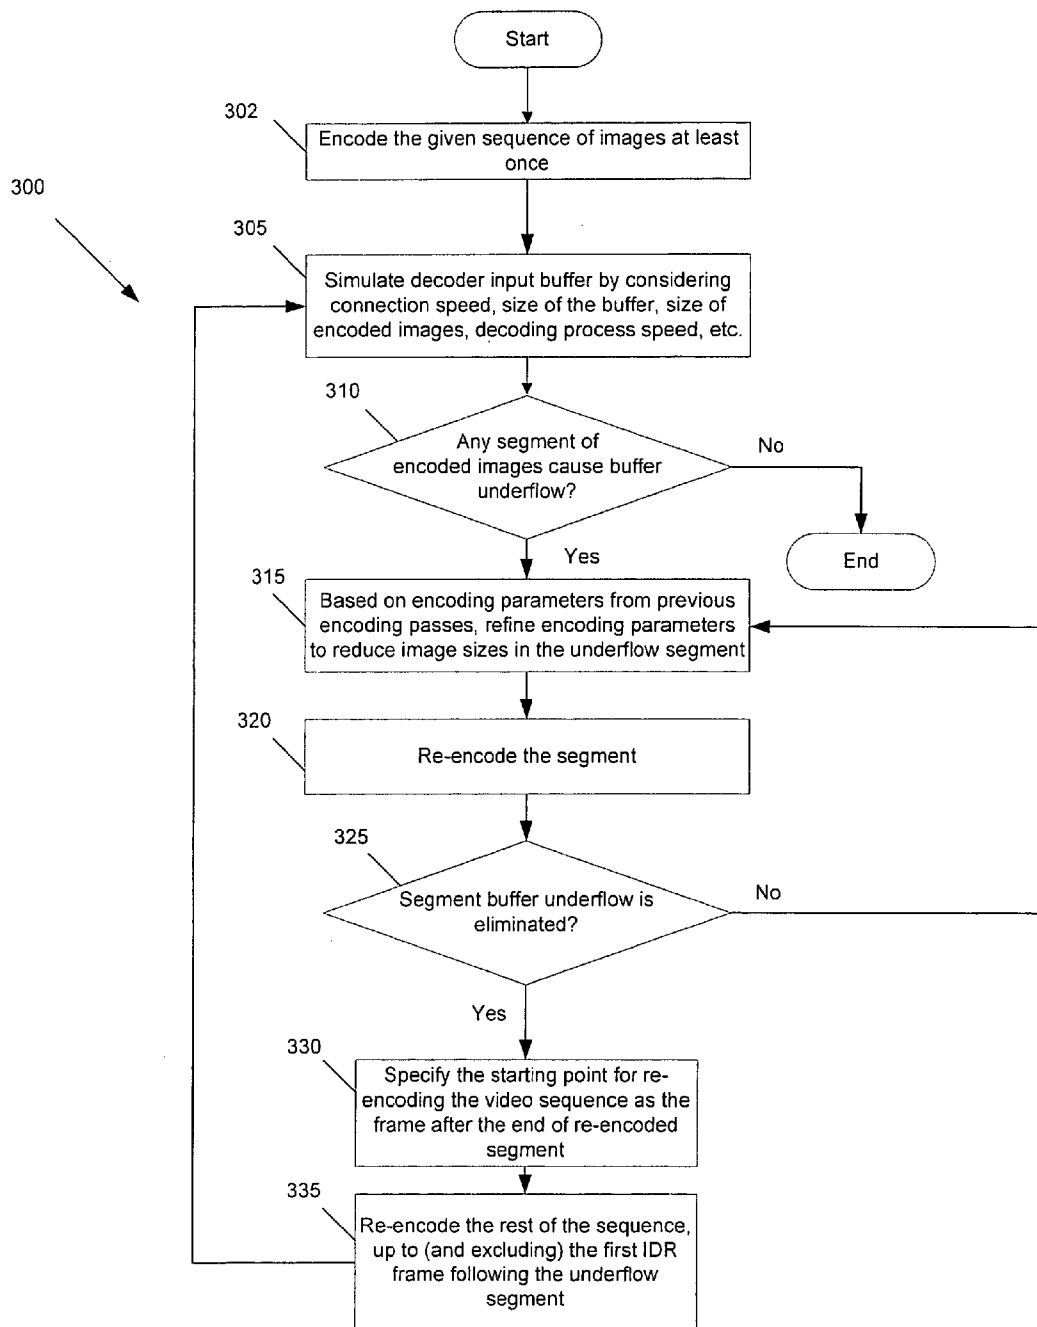 Start
302
Encode the given sequence of images at least
once
300
305
Simulate decoder input buffer by considering
connection speed, size of the buffer, size of
encoded images, decoding process speed, etc.
310
Any segment of
encoded images cause buffer
underflow?
No
End
Yes
315
Based on encoding parameters from previous
encoding passes, refine encoding parameters
to reduce image sizes in the underflow segment
320
Re-encode the segment
325
Segment buffer underflow is
eliminated?
No
Yes
330
Specify the starting point for re-
encoding the video sequence as the
frame after the end of re-encoded
segment
335
Re-encode the rest of the sequence,
up to (and excluding) the first IDR
frame following the underflow
segment